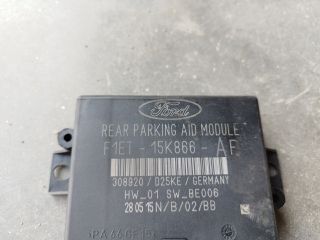 Ford
REAR PARKING AID MODULE
F1ET - 15K866 - AF
308920 / D25KE / GERMANY
HW_01 SW_BE006
280515N/B/02/BB